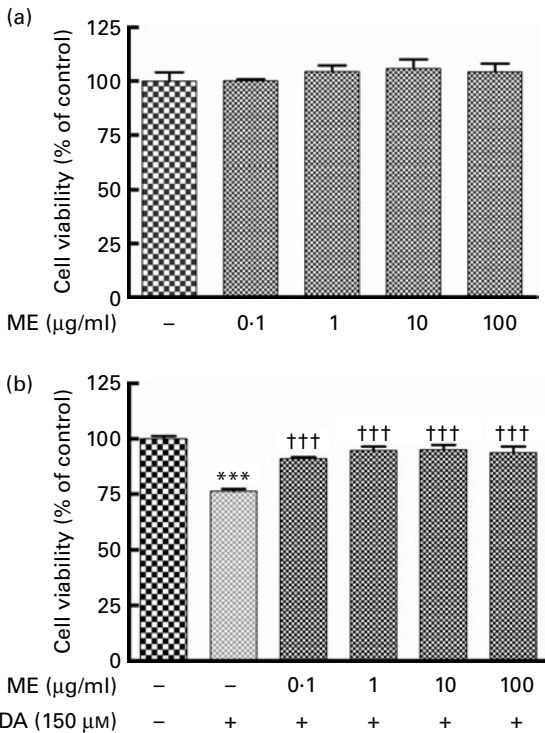 (a)
125
100
75
50
25
0
Cell viability (% of control)
ME (µg/ml) – 0·1 1 10 100
(b)
125
100
75
50
25
0
Cell viability (% of control)
*** ††† ††† ††† †††
ME (µg/ml) – – 0·1 1 10 100
DA (150 µM) – + + + + +